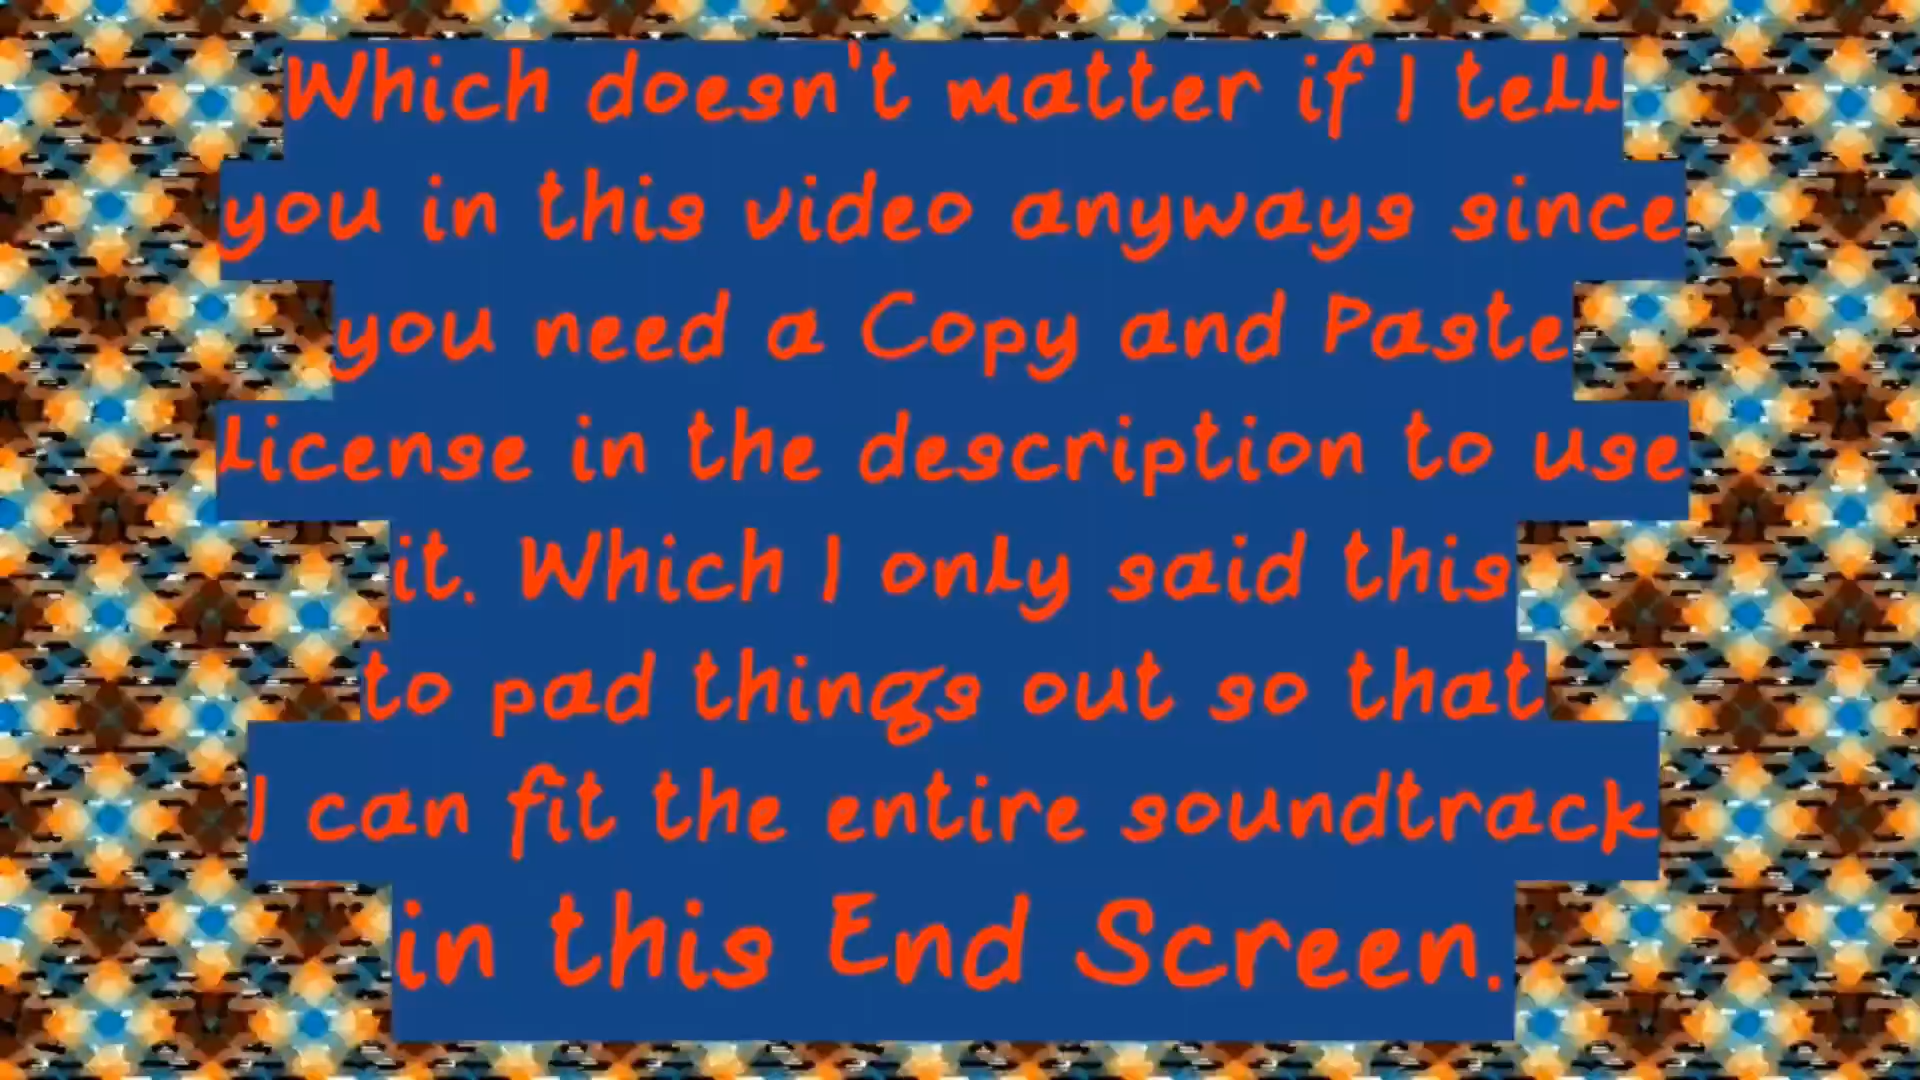 Which doesn't matter if I tell
you in this video anyways since
you need a Copy and Paste
License in the description to use
it. Which I only said this
to pad things out so that
I can fit the entire soundtrack
in this End Screen.